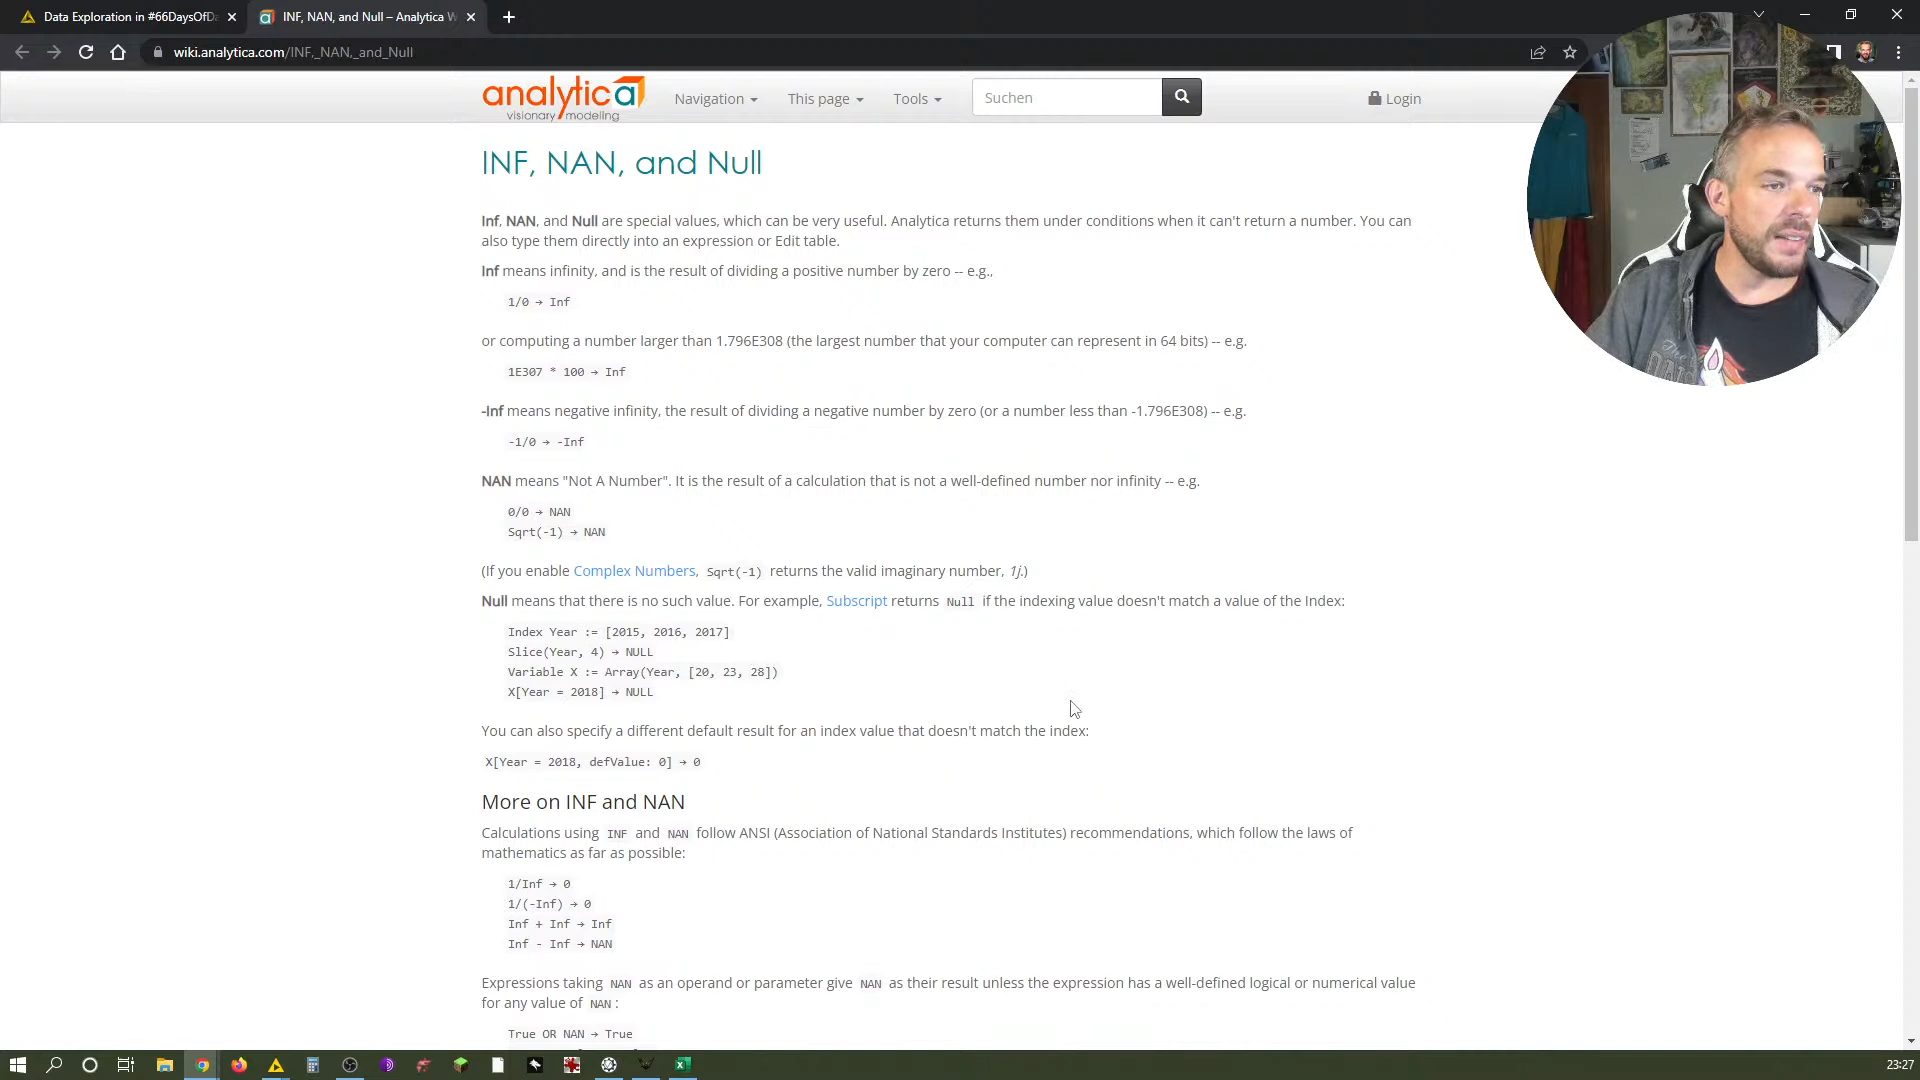 Data Exploration in #66DaysOfDa
INF, NAN, and Null – Analytica W
wiki.analytica.com/INF,_NAN,_and_Null
analytica
visionary modeling
Navigation
This page
Tools
Suchen
Login
INF, NAN, and Null
Inf, NAN, and Null are special values, which can be very useful. Analytica returns them under conditions when it can't return a number. You can
also type them directly into an expression or Edit table.
Inf means infinity, and is the result of dividing a positive number by zero -- e.g.,
1/0 → Inf
or computing a number larger than 1.796E308 (the largest number that your computer can represent in 64 bits) -- e.g.
1E307 * 100 → Inf
-Inf means negative infinity, the result of dividing a negative number by zero (or a number less than -1.796E308) -- e.g.
-1/0 → -Inf
NAN means "Not A Number". It is the result of a calculation that is not a well-defined number nor infinity -- e.g.
0/0 → NAN
Sqrt(-1) → NAN
(If you enable Complex Numbers, Sqrt(-1) returns the valid imaginary number, 1j.)
Null means that there is no such value. For example, Subscript returns Null if the indexing value doesn't match a value of the Index:
Index Year := [2015, 2016, 2017]
Slice(Year, 4) → NULL
Variable X := Array(Year, [20, 23, 28])
X[Year = 2018] → NULL
You can also specify a different default result for an index value that doesn't match the index:
X[Year = 2018, defValue: 0] → 0
More on INF and NAN
Calculations using INF and NAN follow ANSI (Association of National Standards Institutes) recommendations, which follow the laws of
mathematics as far as possible:
1/Inf → 0
1/(-Inf) → 0
Inf + Inf → Inf
Inf - Inf → NAN
Expressions taking NAN as an operand or parameter give NAN as their result unless the expression has a well-defined logical or numerical value
for any value of NAN :
True OR NAN → True
23:27